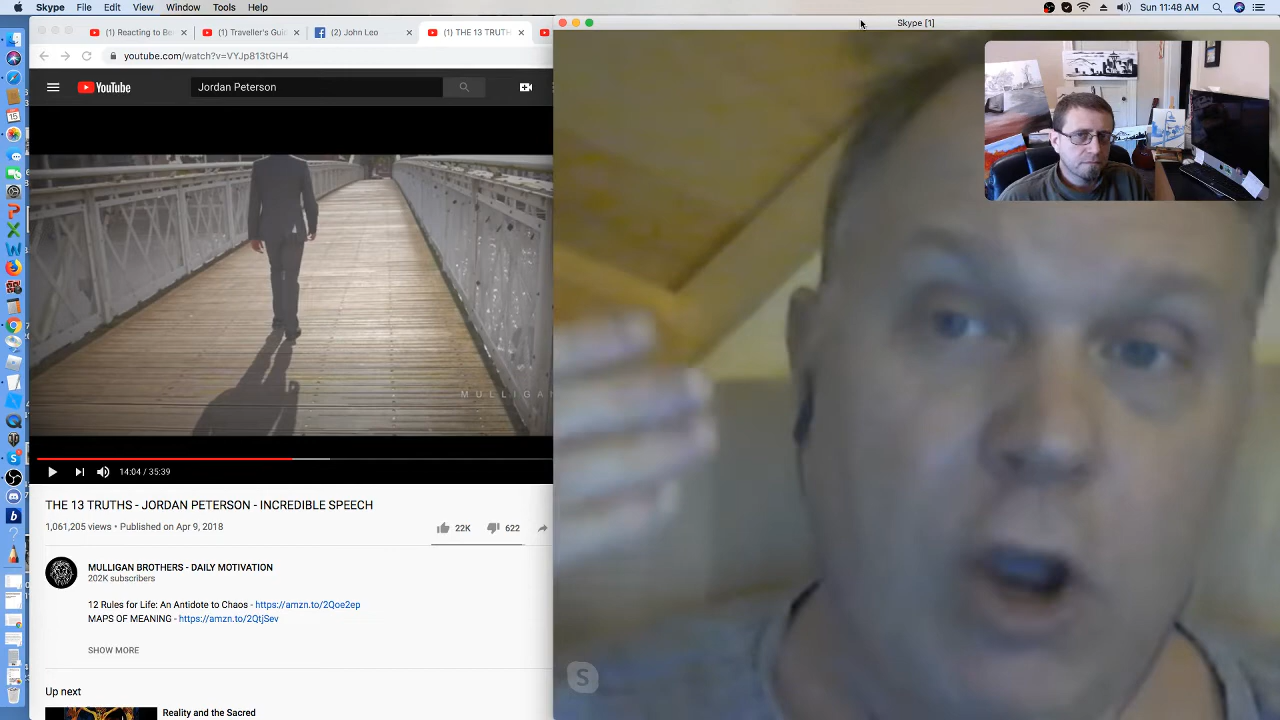 Skype File Edit View Window Tools Help
Sun 11:48 AM
Skype [1]
(1) Reacting to Be
(1) Traveller's Gui
(2) John Leo
(1) THE 13 TRUTH
youtube.com/watch?v=VYJp813tGH4
YouTube
Jordan Peterson
MULLIGAN
14:04 / 35:39
THE 13 TRUTHS - JORDAN PETERSON - INCREDIBLE SPEECH
1,061,205 views • Published on Apr 9, 2018
22K 622
MULLIGAN BROTHERS - DAILY MOTIVATION
202K subscribers
12 Rules for Life: An Antidote to Chaos - https://amzn.to/2Qoe2ep
MAPS OF MEANING - https://amzn.to/2QtjSev
SHOW MORE
Up next
Reality and the Sacred